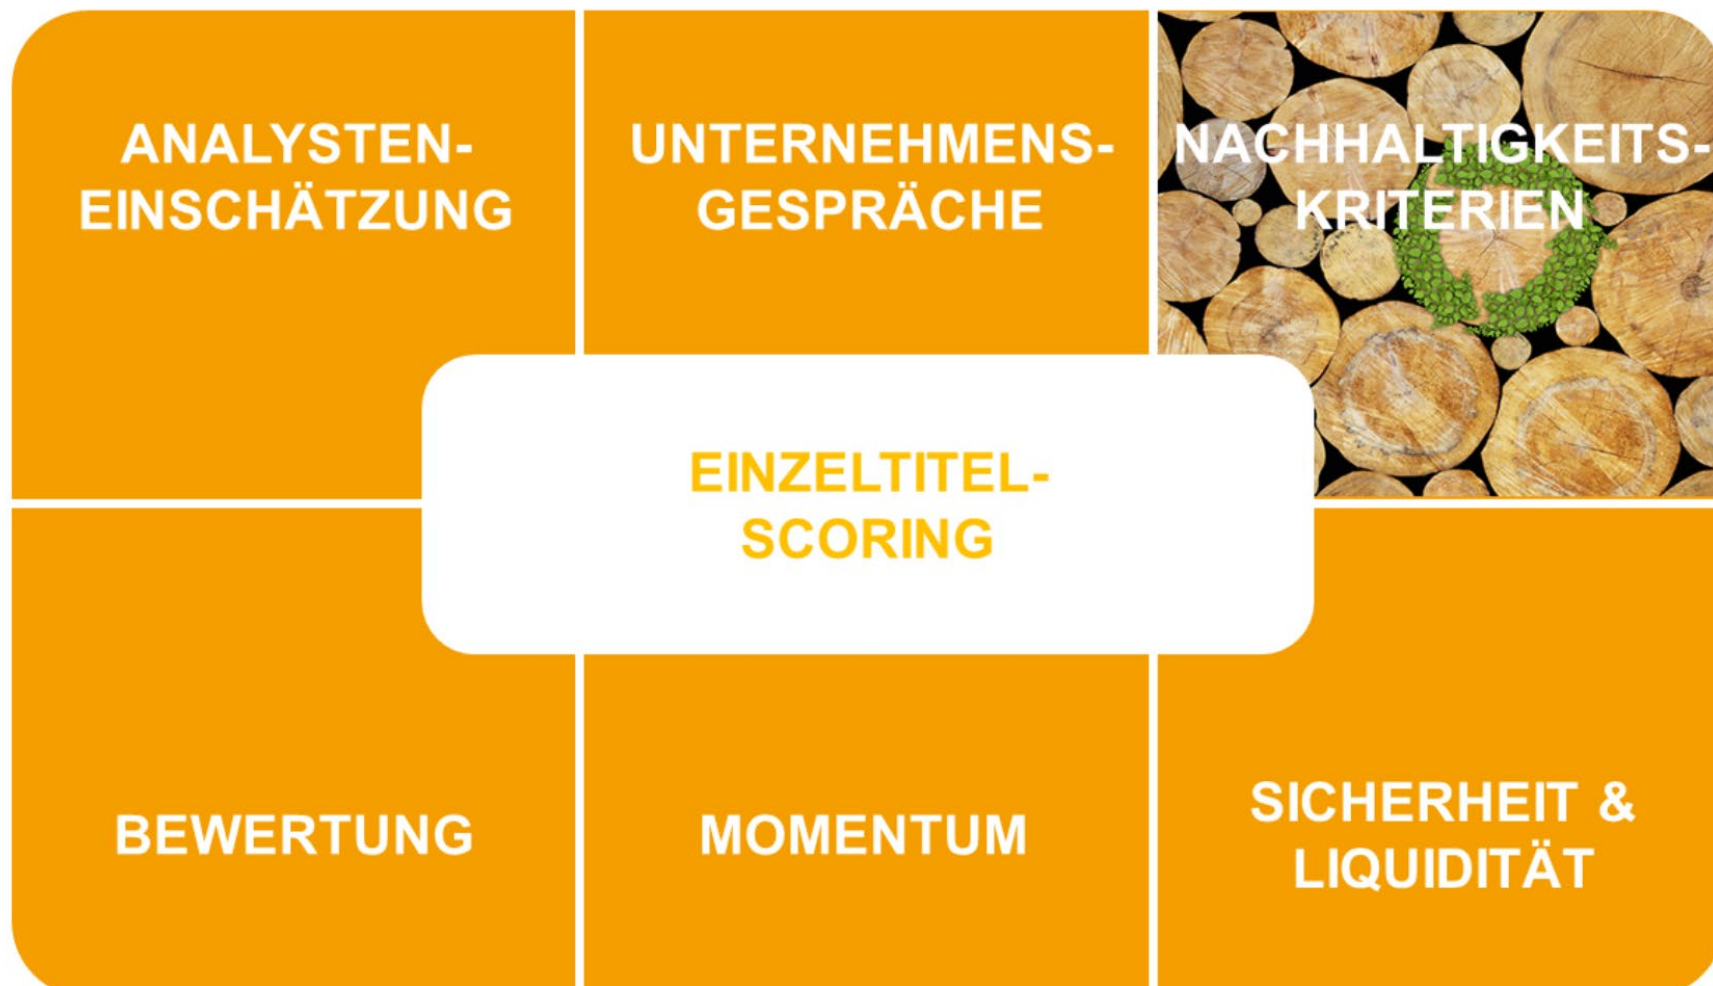 ANALYSTEN-
EINSCHÄTZUNG
UNTERNEHMENS-
GESPRÄCHE
NACHHALTIGKEITS-
KRITERIEN
EINZELTITEL-
SCORING
BEWERTUNG
MOMENTUM
SICHERHEIT &
LIQUIDITÄT